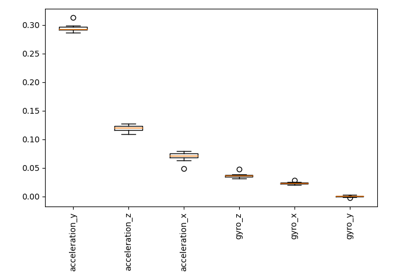 0.30
0.25
0.20
0.15
0.10
0.05
0.00
acceleration_y
acceleration_z
acceleration_x
gyro_z
gyro_x
gyro_y